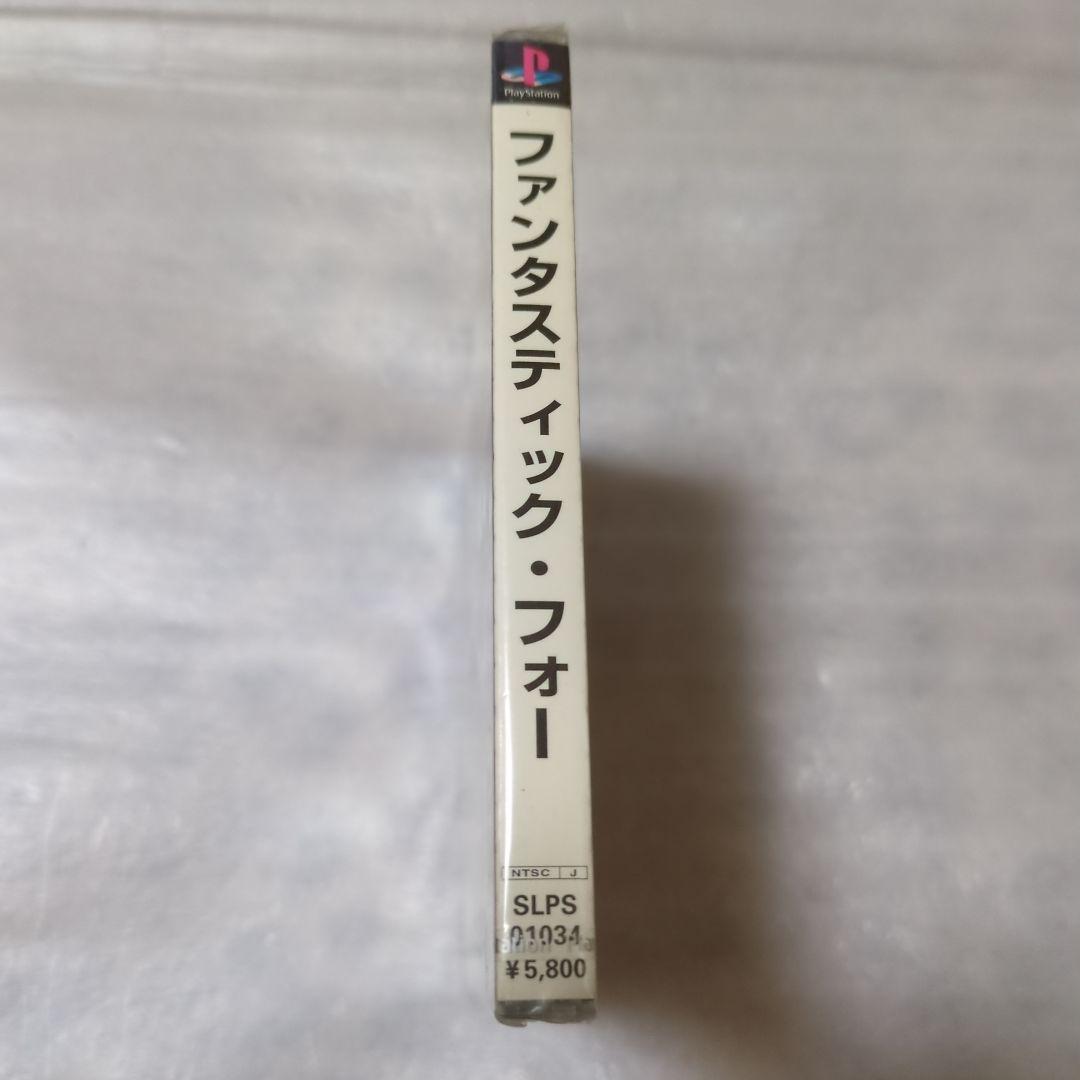 PlayStation
ファンタスティック・フォー
NTSC J
SLPS
01034
¥5,800